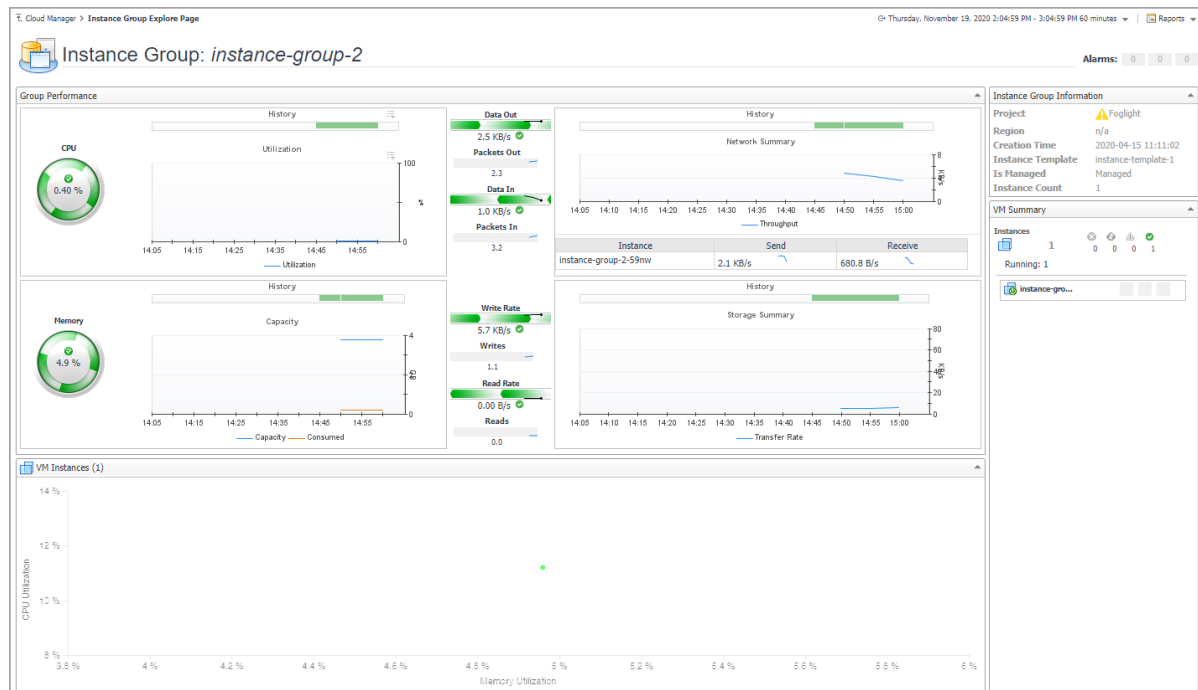 Cloud Manager > Instance Group Explore Page
Thursday, November 19, 2020 2:04:59 PM - 3:04:59 PM 60 minutes
Reports
Instance Group: instance-group-2
Alarms: 0 0 0
Group Performance
CPU
0.40 %
History
Utilization
100
%
0
14:05 14:15 14:25 14:35 14:45 14:55
Utilization
Data Out
2.5 KB/s
Packets Out
2.3
Data In
1.0 KB/s
Packets In
3.2
History
Network Summary
8
4
0
KB/s
14:05 14:10 14:15 14:20 14:25 14:30 14:35 14:40 14:45 14:50 14:55 15:00
Throughput
Instance Send Receive
instance-group-2-59nw 2.1 KB/s 680.8 B/s
Memory
4.9 %
History
Capacity
4
2
0
GB
14:05 14:15 14:25 14:35 14:45 14:55
Capacity Consumed
Write Rate
5.7 KB/s
Writes
1.1
Read Rate
0.00 B/s
Reads
0.0
History
Storage Summary
80
60
40
20
0
KB/s
14:05 14:10 14:15 14:20 14:25 14:30 14:35 14:40 14:45 14:50 14:55 15:00
Transfer Rate
Instance Group Information
Project Foglight
Region n/a
Creation Time 2020-04-15 11:11:02
Instance Template instance-template-1
Is Managed Managed
Instance Count 1
VM Summary
Instances
1
0 0 0 1
Running: 1
instance-gro...
VM Instances (1)
14 %
12 %
10 %
8 %
CPU Utilization
3.8 % 4 % 4.2 % 4.4 % 4.6 % 4.8 % 5 % 5.2 % 5.4 % 5.6 % 5.8 % 6 %
Memory Utilization